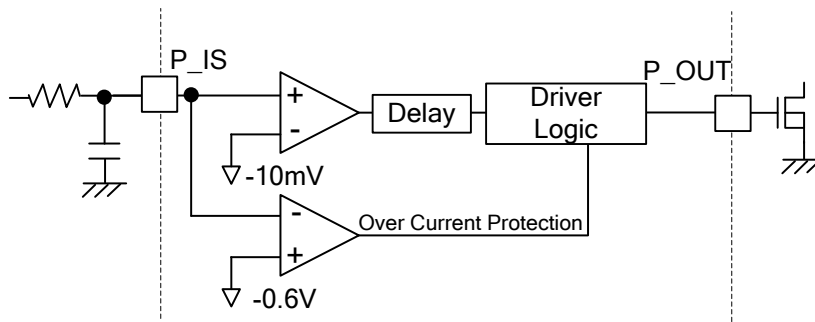 P_IS
P_OUT
+
-
Delay
Driver
Logic
-10mV
-
+
Over Current Protection
-0.6V